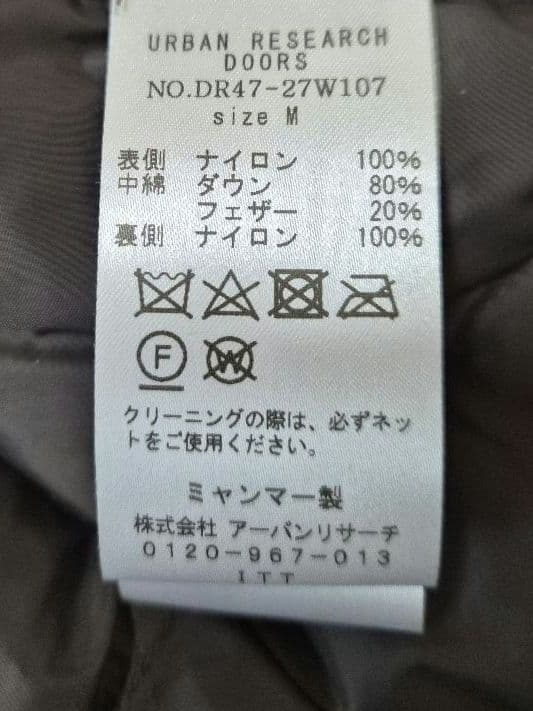 URBAN RESEARCH
DOORS
NO.DR47-27W107
size M
表側 ナイロン 100%
中綿 ダウン 80%
フェザー 20%
裏側 ナイロン 100%
F W
クリーニングの際は、必ずネッ
トをご使用ください。
ミャンマー製
株式会社 アーバンリサーチ
0120-967-013
ITT